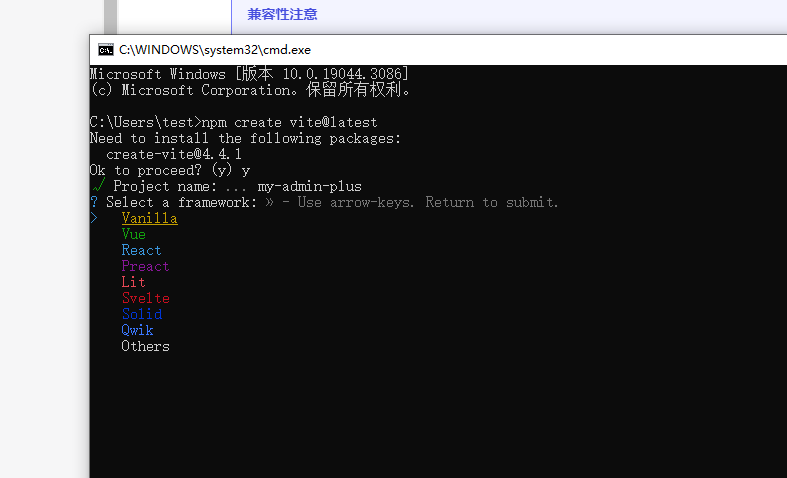 兼容性注意
C:\WINDOWS\system32\cmd.exe
Microsoft Windows [版本 10.0.19044.3086]
(c) Microsoft Corporation。保留所有权利。
C:\Users\test>npm create vite@latest
Need to install the following packages:
create-vite@4.4.1
Ok to proceed? (y) y
√ Project name: ... my-admin-plus
? Select a framework: » - Use arrow-keys. Return to submit.
> Vanilla
Vue
React
Preact
Lit
Svelte
Solid
Qwik
Others